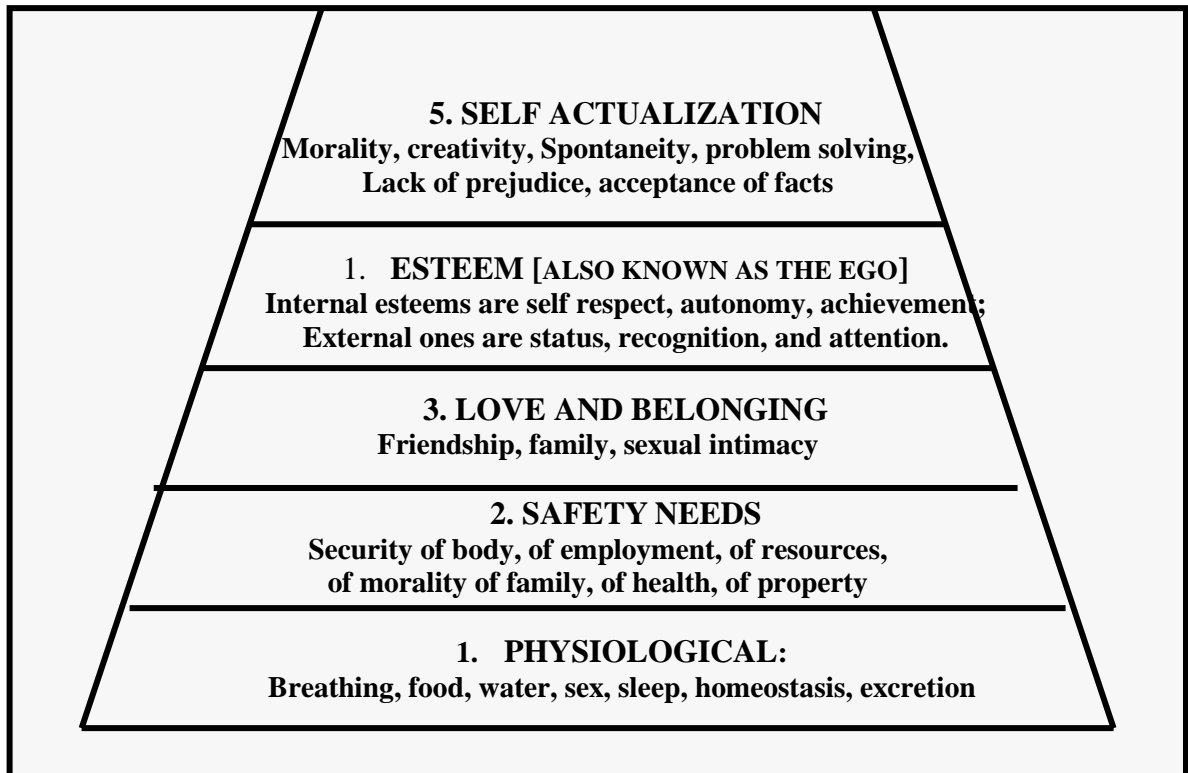 5. SELF ACTUALIZATION
Morality, creativity, Spontaneity, problem solving,
Lack of prejudice, acceptance of facts
1. ESTEEM [ALSO KNOWN AS THE EGO]
Internal esteems are self respect, autonomy, achievement;
External ones are status, recognition, and attention.
3. LOVE AND BELONGING
Friendship, family, sexual intimacy
2. SAFETY NEEDS
Security of body, of employment, of resources,
of morality of family, of health, of property
1. PHYSIOLOGICAL:
Breathing, food, water, sex, sleep, homeostasis, excretion